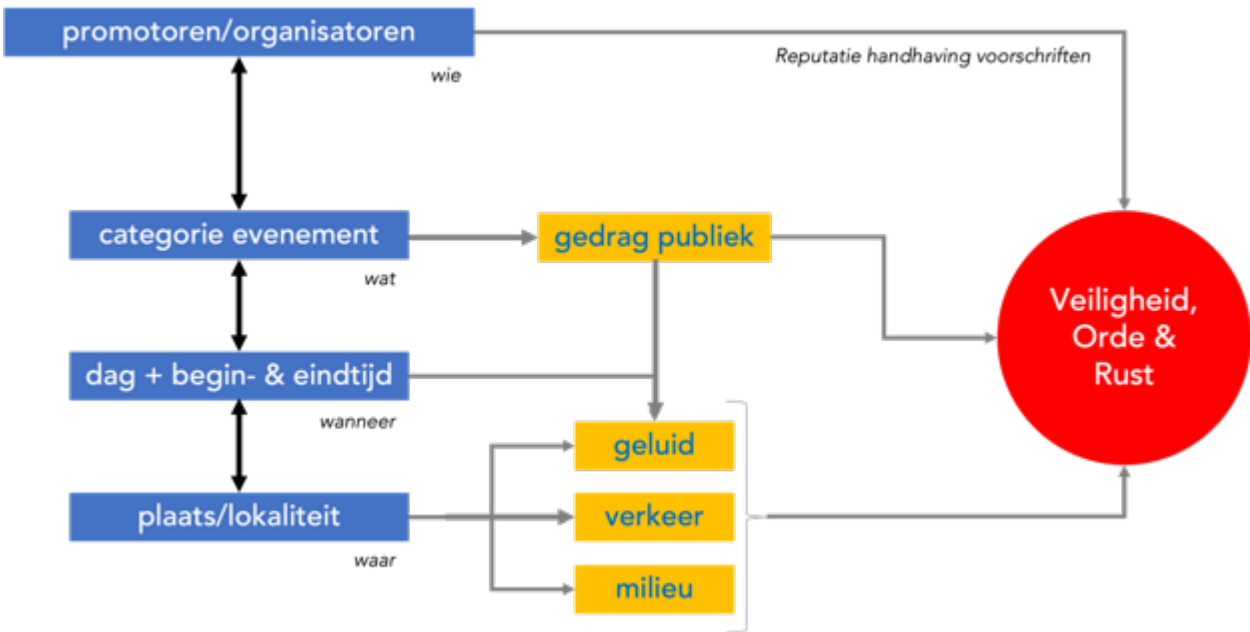 promotoren/organisatoren
wie
Reputatie handhaving voorschriften
categorie evenement
wat
gedrag publiek
Veiligheid,
Orde &
Rust
dag + begin- & eindtijd
wanneer
geluid
plaats/lokaliteit
waar
verkeer
milieu